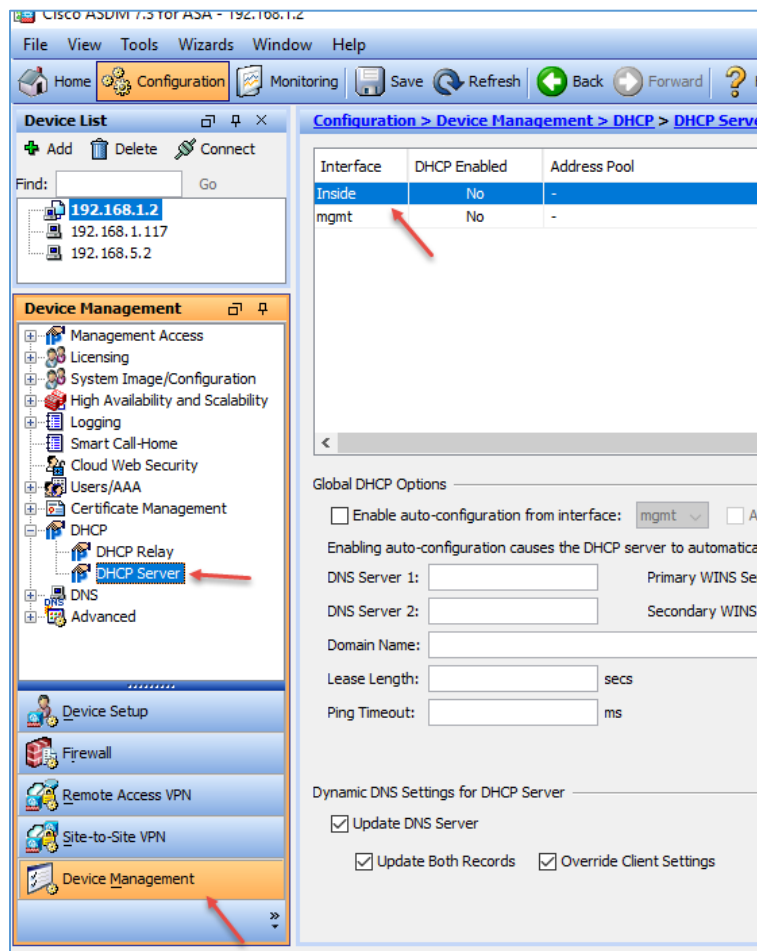 Cisco ASDM 7.3 for ASA - 192.168.1.2
File View Tools Wizards Window Help
Home Configuration Monitoring Save Refresh Back Forward
Device List
Configuration > Device Management > DHCP > DHCP Serve
Add Delete Connect
Find: Go
192.168.1.2
192.168.1.117
192.168.5.2
Interface DHCP Enabled Address Pool
Inside No -
mgmt No -
Device Management
Management Access
Licensing
System Image/Configuration
High Availability and Scalability
Logging
Smart Call-Home
Cloud Web Security
Users/AAA
Certificate Management
DHCP
DHCP Relay
DHCP Server
DNS
Advanced
Device Setup
Firewall
Remote Access VPN
Site-to-Site VPN
Device Management
Global DHCP Options
Enable auto-configuration from interface: mgmt A
Enabling auto-configuration causes the DHCP server to automatica
DNS Server 1: Primary WINS Se
DNS Server 2: Secondary WINS
Domain Name:
Lease Length: secs
Ping Timeout: ms
Dynamic DNS Settings for DHCP Server
Update DNS Server
Update Both Records Override Client Settings